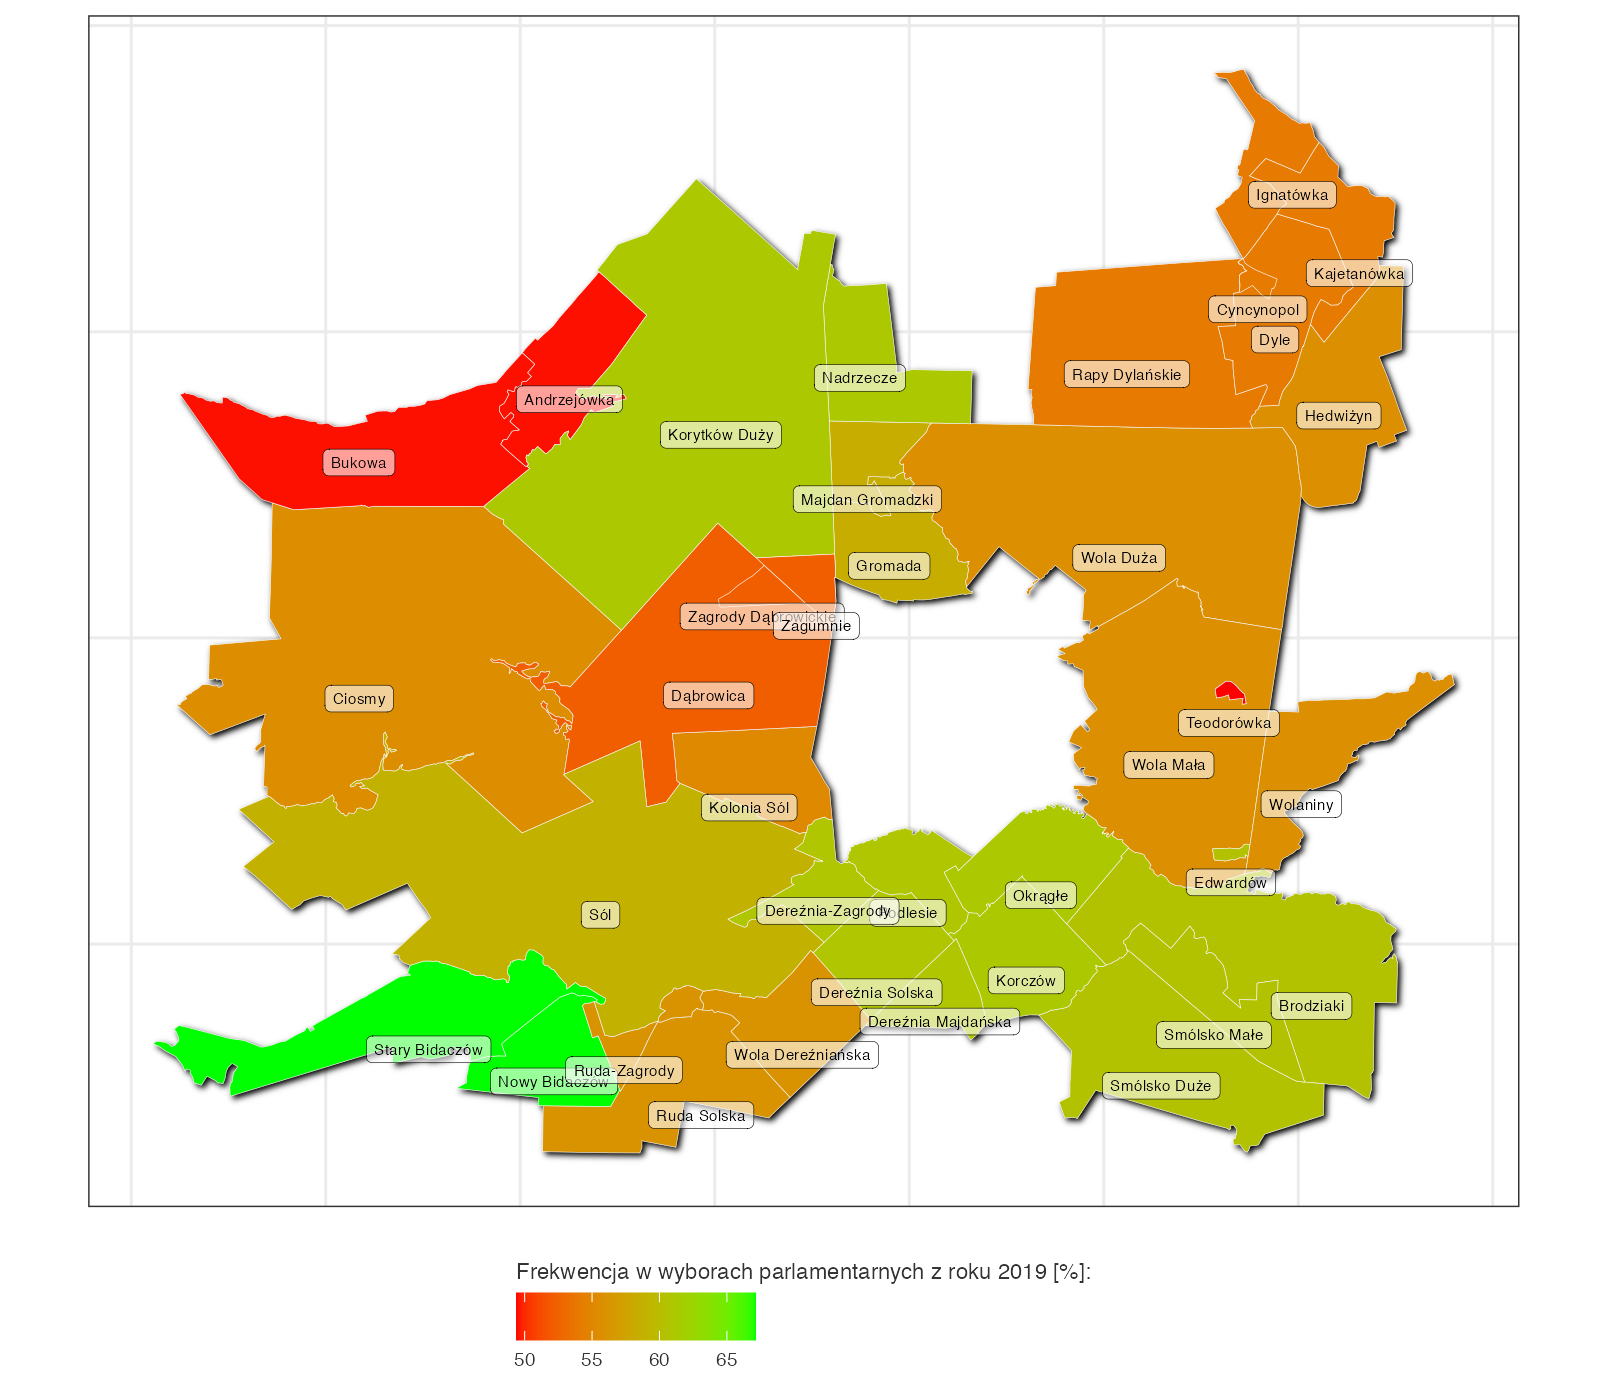 Ignatówka
Kajetanówka
Cyncynopol
Dyle
Rapy Dylańskie
Nadrzecze
Andrzejówka
Hedwiżyn
Korytków Duży
Bukowa
Majdan Gromadzki
Wola Duża
Gromada
Zagrody Dąbrowickie
Zagumnie
Dąbrowica
Ciosmy
Teodorówka
Wola Mała
Wolaniny
Kolonia Sól
Edwardów
Okrągłe
Dereźnia-Zagrody
Podlesie
Sól
Korczów
Dereźnia Solska
Brodziaki
Dereźnia Majdańska
Smólsko Małe
Stary Bidaczów
Wola Dereźniańska
Ruda-Zagrody
Nowy Bidaczów
Smólsko Duże
Ruda Solska
Frekwencja w wyborach parlamentarnych z roku 2019 [%]:
50 55 60 65